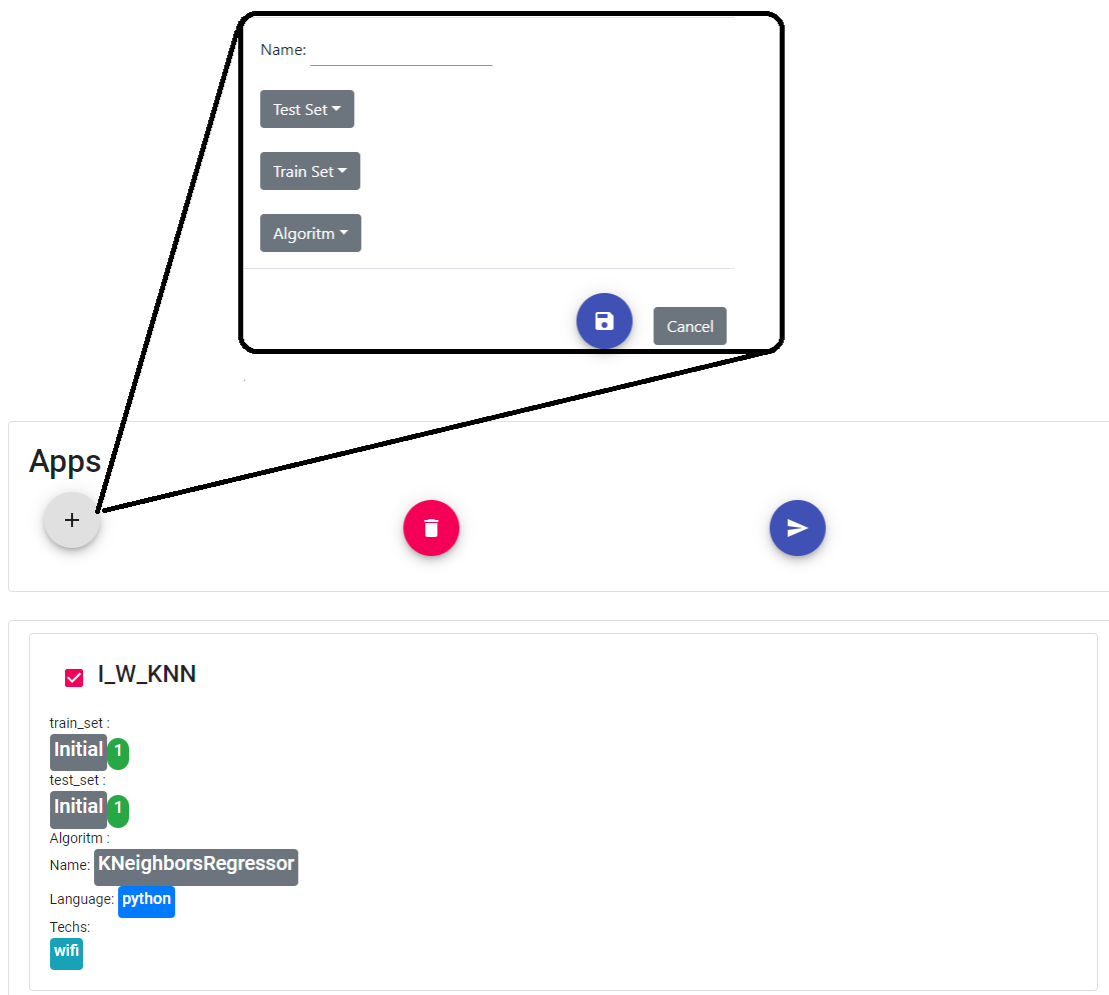 Name:
Test Set
Train Set
Algoritm
Cancel
Apps
I_W_KNN
train_set :
Initial 1
test_set :
Initial 1
Algoritm :
Name: KNeighborsRegressor
Language: python
Techs:
wifi